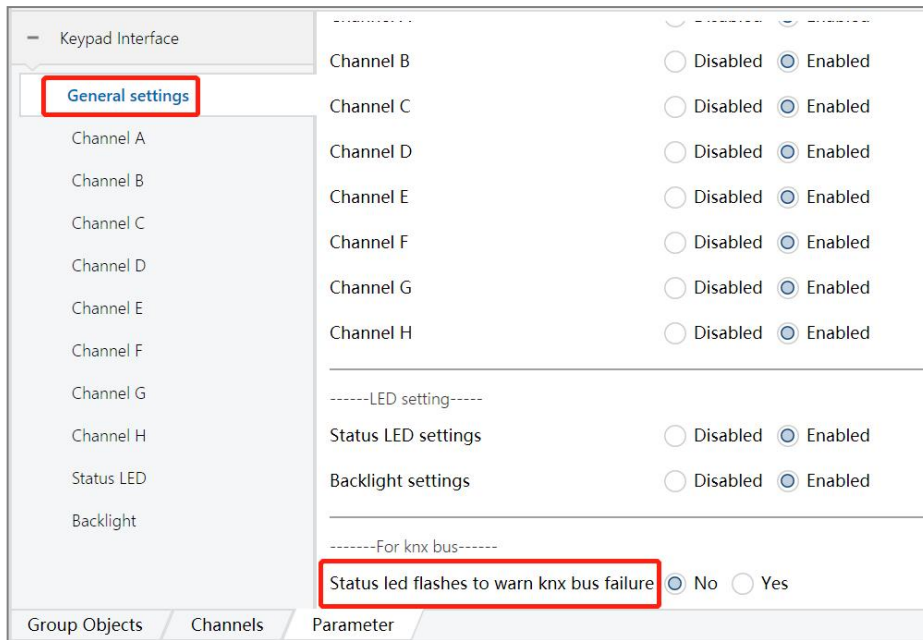 Keypad Interface
General settings
Channel A
Channel B
Channel C
Channel D
Channel E
Channel F
Channel G
Channel H
Status LED
Backlight
Channel B Disabled Enabled
Channel C Disabled Enabled
Channel D Disabled Enabled
Channel E Disabled Enabled
Channel F Disabled Enabled
Channel G Disabled Enabled
Channel H Disabled Enabled
------LED setting-----
Status LED settings Disabled Enabled
Backlight settings Disabled Enabled
-------For knx bus------
Status led flashes to warn knx bus failure No Yes
Group Objects Channels Parameter